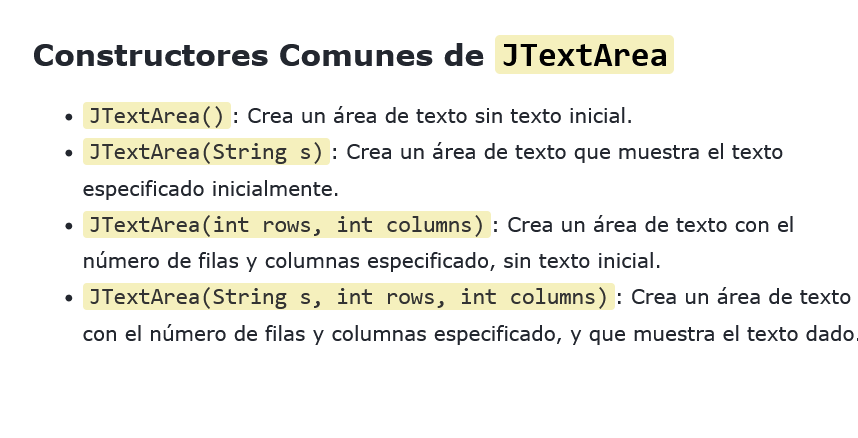 Constructores Comunes de JTextArea
• JTextArea(): Crea un área de texto sin texto inicial.
• JTextArea(String s): Crea un área de texto que muestra el texto
especificado inicialmente.
• JTextArea(int rows, int columns): Crea un área de texto con el
número de filas y columnas especificado, sin texto inicial.
• JTextArea(String s, int rows, int columns): Crea un área de texto
con el número de filas y columnas especificado, y que muestra el texto dado.